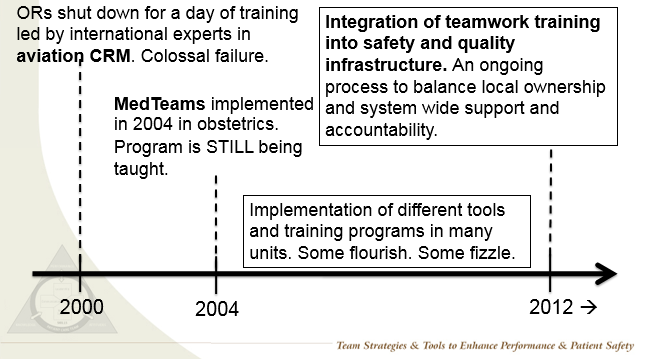 ORs shut down for a day of training
led by international experts in
aviation CRM. Colossal failure.
MedTeams implemented
in 2004 in obstetrics.
Program is STILL being
taught.
Integration of teamwork training
into safety and quality
infrastructure. An ongoing
process to balance local ownership
and system wide support and
accountability.
Implementation of different tools
and training programs in many
units. Some flourish. Some fizzle.
2000
2004
2012 →
Team Strategies & Tools to Enhance Performance & Patient Safety